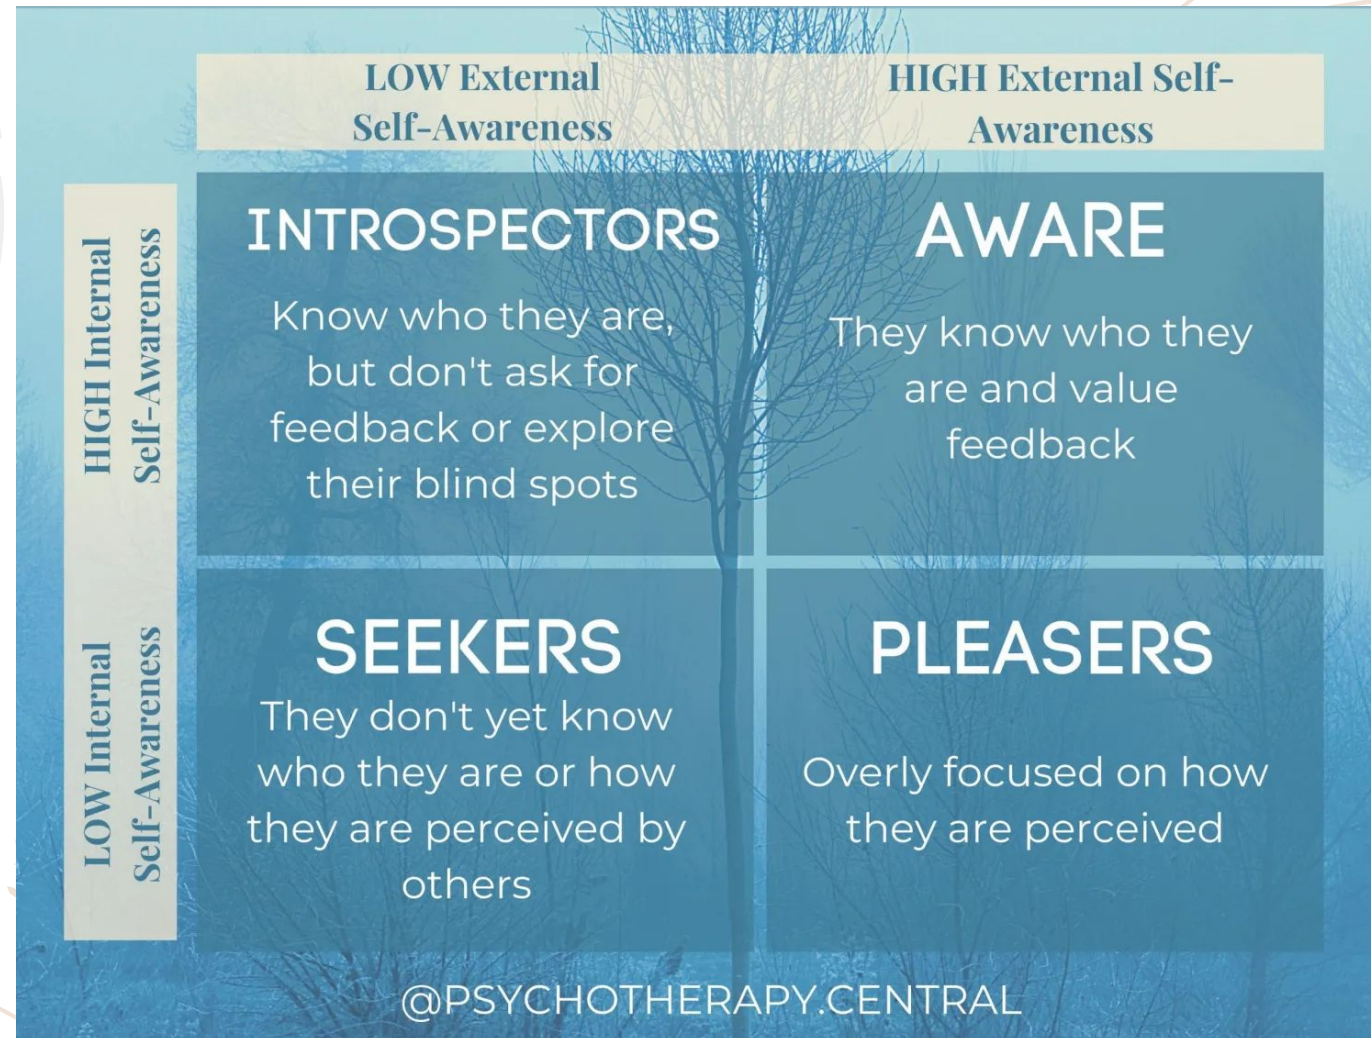 LOW External
Self-Awareness
HIGH External Self-
Awareness
HIGH Internal
Self-Awareness
INTROSPECTORS
Know who they are,
but don't ask for
feedback or explore
their blind spots
AWARE
They know who they
are and value
feedback
LOW Internal
Self-Awareness
SEEKERS
They don't yet know
who they are or how
they are perceived by
others
PLEASERS
Overly focused on how
they are perceived
@PSYCHOTHERAPY.CENTRAL